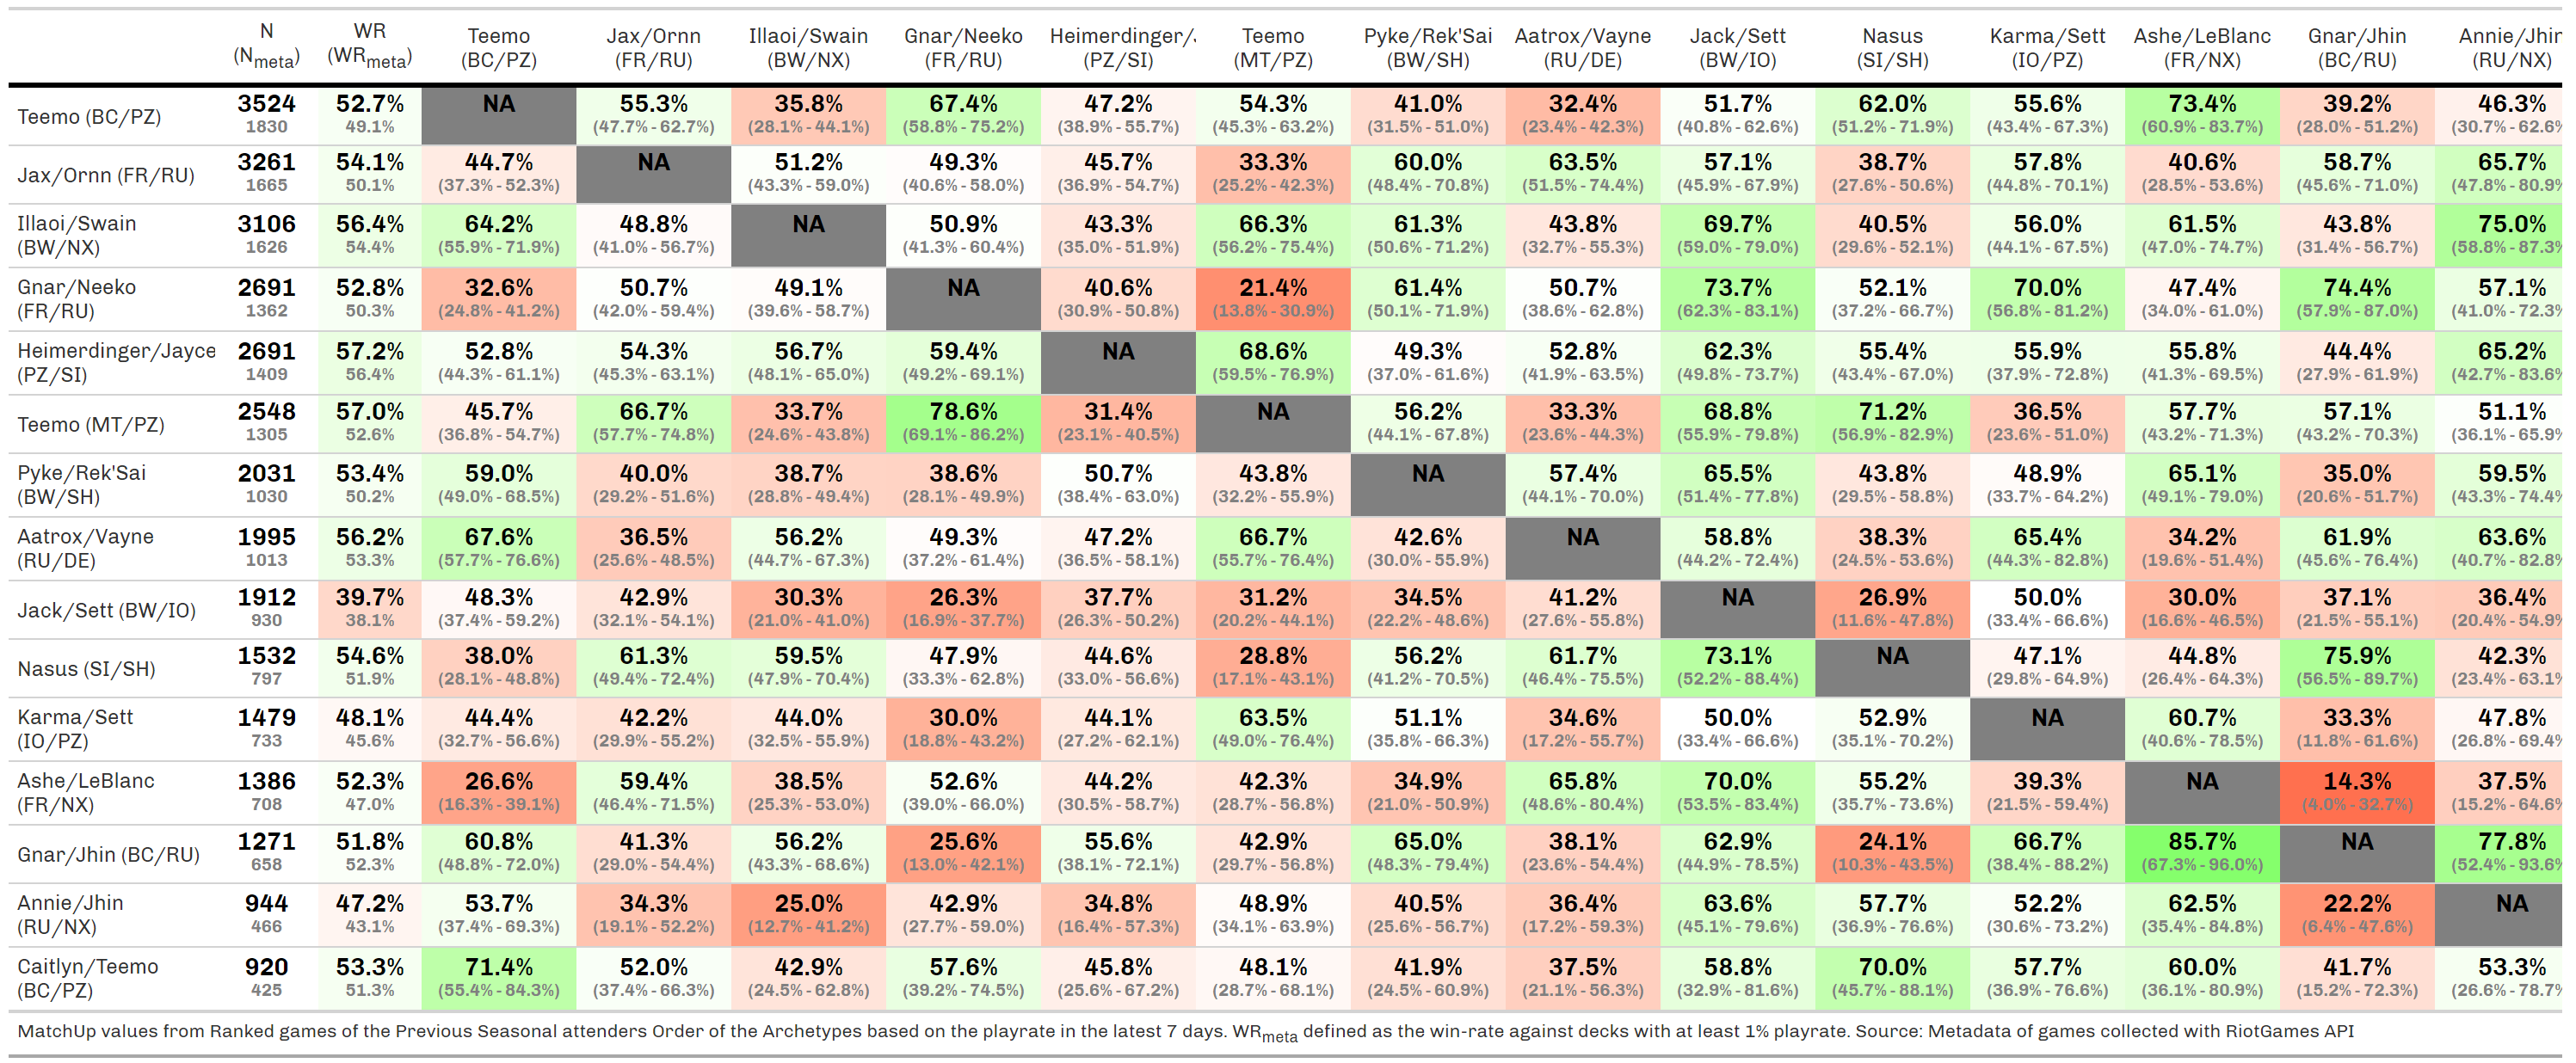 N WR Teemo Jax/Ornn Illaoi/Swain Gnar/Neeko Heimerdinger/J Teemo Pyke/Rek'Sai Aatrox/Vayne Jack/Sett Nasus Karma/Sett Ashe/LeBlanc Gnar/Jhin Annie/Jhin
(Nmeta) (WRmeta) (BC/PZ) (FR/RU) (BW/NX) (FR/RU) (PZ/SI) (MT/PZ) (BW/SH) (RU/DE) (BW/IO) (SI/SH) (IO/PZ) (FR/NX) (BC/RU) (RU/NX)
Teemo (BC/PZ) 3524 52.7% NA 55.3% 35.8% 67.4% 47.2% 54.3% 41.0% 32.4% 51.7% 62.0% 55.6% 73.4% 39.2% 46.3%
1830 49.1% (47.7% - 62.7%) (28.1% - 44.1%) (58.8% - 75.2%) (38.9% - 55.7%) (45.3% - 63.2%) (31.5% - 51.0%) (23.4% - 42.3%) (40.8% - 62.6%) (51.2% - 71.9%) (43.4% - 67.3%) (60.9% - 83.7%) (28.0% - 51.2%) (30.7% - 62.6%
Jax/Ornn (FR/RU) 3261 54.1% 44.7% NA 51.2% 49.3% 45.7% 33.3% 60.0% 63.5% 57.1% 38.7% 57.8% 40.6% 58.7% 65.7%
1665 50.1% (37.3% - 52.3%) (43.3% - 59.0%) (40.6% - 58.0%) (36.9% - 54.7%) (25.2% - 42.3%) (48.4% - 70.8%) (51.5% - 74.4%) (45.9% - 67.9%) (27.6% - 50.6%) (44.8% - 70.1%) (28.5% - 53.6%) (45.6% - 71.0%) (47.8% - 80.9%
Illaoi/Swain 3106 56.4% 64.2% 48.8% NA 50.9% 43.3% 66.3% 61.3% 43.8% 69.7% 40.5% 56.0% 61.5% 43.8% 75.0%
(BW/NX) 1626 54.4% (55.9% - 71.9%) (41.0% - 56.7%) (41.3% - 60.4%) (35.0% - 51.9%) (56.2% - 75.4%) (50.6% - 71.2%) (32.7% - 55.3%) (59.0% - 79.0%) (29.6% - 52.1%) (44.1% - 67.5%) (47.0% - 74.7%) (31.4% - 56.7%) (58.8% - 87.3%
Gnar/Neeko 2691 52.8% 32.6% 50.7% 49.1% NA 40.6% 21.4% 61.4% 50.7% 73.7% 52.1% 70.0% 47.4% 74.4% 57.1%
(FR/RU) 1362 50.3% (24.8% - 41.2%) (42.0% - 59.4%) (39.6% - 58.7%) (30.9% - 50.8%) (13.8% - 30.9%) (50.1% - 71.9%) (38.6% - 62.8%) (62.3% - 83.1%) (37.2% - 66.7%) (56.8% - 81.2%) (34.0% - 61.0%) (57.9% - 87.0%) (41.0% - 72.3%
Heimerdinger/Jayce 2691 57.2% 52.8% 54.3% 56.7% 59.4% NA 68.6% 49.3% 52.8% 62.3% 55.4% 55.9% 55.8% 44.4% 65.2%
(PZ/SI) 1409 56.4% (44.3% - 61.1%) (45.3% - 63.1%) (48.1% - 65.0%) (49.2% - 69.1%) (59.5% - 76.9%) (37.0% - 61.6%) (41.9% - 63.5%) (49.8% - 73.7%) (43.4% - 67.0%) (37.9% - 72.8%) (41.3% - 69.5%) (27.9% - 61.9%) (42.7% - 83.6%
Teemo (MT/PZ) 2548 57.0% 45.7% 66.7% 33.7% 78.6% 31.4% NA 56.2% 33.3% 68.8% 71.2% 36.5% 57.7% 57.1% 51.1%
1305 52.6% (36.8% - 54.7%) (57.7% - 74.8%) (24.6% - 43.8%) (69.1% - 86.2%) (23.1% - 40.5%) (44.1% - 67.8%) (23.6% - 44.3%) (55.9% - 79.8%) (56.9% - 82.9%) (23.6% - 51.0%) (43.2% - 71.3%) (43.2% - 70.3%) (36.1% - 65.9%
Pyke/Rek'Sai 2031 53.4% 59.0% 40.0% 38.7% 38.6% 50.7% 43.8% NA 57.4% 65.5% 43.8% 48.9% 65.1% 35.0% 59.5%
(BW/SH) 1030 50.2% (49.0% - 68.5%) (29.2% - 51.6%) (28.8% - 49.4%) (28.1% - 49.9%) (38.4% - 63.0%) (32.2% - 55.9%) (44.1% - 70.0%) (51.4% - 77.8%) (29.5% - 58.8%) (33.7% - 64.2%) (49.1% - 79.0%) (20.6% - 51.7%) (43.3% - 74.4%
Aatrox/Vayne 1995 56.2% 67.6% 36.5% 56.2% 49.3% 47.2% 66.7% 42.6% NA 58.8% 38.3% 65.4% 34.2% 61.9% 63.6%
(RU/DE) 1013 53.3% (57.7% - 76.6%) (25.6% - 48.5%) (44.7% - 67.3%) (37.2% - 61.4%) (36.5% - 58.1%) (55.7% - 76.4%) (30.0% - 55.9%) (44.2% - 72.4%) (24.5% - 53.6%) (44.3% - 82.8%) (19.6% - 51.4%) (45.6% - 76.4%) (40.7% - 82.8%
Jack/Sett (BW/IO) 1912 39.7% 48.3% 42.9% 30.3% 26.3% 37.7% 31.2% 34.5% 41.2% NA 26.9% 50.0% 30.0% 37.1% 36.4%
930 38.1% (37.4% - 59.2%) (32.1% - 54.1%) (21.0% - 41.0%) (16.9% - 37.7%) (26.3% - 50.2%) (20.2% - 44.1%) (22.2% - 48.6%) (27.6% - 55.8%) (11.6% - 47.8%) (33.4% - 66.6%) (16.6% - 46.5%) (21.5% - 55.1%) (20.4% - 54.9%
Nasus (SI/SH) 1532 54.6% 38.0% 61.3% 59.5% 47.9% 44.6% 28.8% 56.2% 61.7% 73.1% NA 47.1% 44.8% 75.9% 42.3%
797 51.9% (28.1% - 48.8%) (49.4% - 72.4%) (47.9% - 70.4%) (33.3% - 62.8%) (33.0% - 56.6%) (17.1% - 43.1%) (41.2% - 70.5%) (46.4% - 75.5%) (52.2% - 88.4%) (29.8% - 64.9%) (26.4% - 64.3%) (56.5% - 89.7%) (23.4% - 63.1%
Karma/Sett 1479 48.1% 44.4% 42.2% 44.0% 30.0% 44.1% 63.5% 51.1% 34.6% 50.0% 52.9% NA 60.7% 33.3% 47.8%
(IO/PZ) 733 45.6% (32.7% - 56.6%) (29.9% - 55.2%) (32.5% - 55.9%) (18.8% - 43.2%) (27.2% - 62.1%) (49.0% - 76.4%) (35.8% - 66.3%) (17.2% - 55.7%) (33.4% - 66.6%) (35.1% - 70.2%) (40.6% - 78.5%) (11.8% - 61.6%) (26.8% - 69.4%
Ashe/LeBlanc 1386 52.3% 26.6% 59.4% 38.5% 52.6% 44.2% 42.3% 34.9% 65.8% 70.0% 55.2% 39.3% NA 14.3% 37.5%
(FR/NX) 708 47.0% (16.3% - 39.1%) (46.4% - 71.5%) (25.3% - 53.0%) (39.0% - 66.0%) (30.5% - 58.7%) (28.7% - 56.8%) (21.0% - 50.9%) (48.6% - 80.4%) (53.5% - 83.4%) (35.7% - 73.6%) (21.5% - 59.4%) (4.0% - 32.7%) (15.2% - 64.6%
Gnar/Jhin (BC/RU) 1271 51.8% 60.8% 41.3% 56.2% 25.6% 55.6% 42.9% 65.0% 38.1% 62.9% 24.1% 66.7% 85.7% NA 77.8%
658 52.3% (48.8% - 72.0%) (29.0% - 54.4%) (43.3% - 68.6%) (13.0% - 42.1%) (38.1% - 72.1%) (29.7% - 56.8%) (48.3% - 79.4%) (23.6% - 54.4%) (44.9% - 78.5%) (10.3% - 43.5%) (38.4% - 88.2%) (67.3% - 96.0%) (52.4% - 93.6%
Annie/Jhin 944 47.2% 53.7% 34.3% 25.0% 42.9% 34.8% 48.9% 40.5% 36.4% 63.6% 57.7% 52.2% 62.5% 22.2% NA
(RU/NX) 466 43.1% (37.4% - 69.3%) (19.1% - 52.2%) (12.7% - 41.2%) (27.7% - 59.0%) (16.4% - 57.3%) (34.1% - 63.9%) (25.6% - 56.7%) (17.2% - 59.3%) (45.1% - 79.6%) (36.9% - 76.6%) (30.6% - 73.2%) (35.4% - 84.8%) (6.4% - 47.6%)
Caitlyn/Teemo 920 53.3% 71.4% 52.0% 42.9% 57.6% 45.8% 48.1% 41.9% 37.5% 58.8% 70.0% 57.7% 60.0% 41.7% 53.3%
(BC/PZ) 425 51.3% (55.4% - 84.3%) (37.4% - 66.3%) (24.5% - 62.8%) (39.2% - 74.5%) (25.6% - 67.2%) (28.7% - 68.1%) (24.5% - 60.9%) (21.1% - 56.3%) (32.9% - 81.6%) (45.7% - 88.1%) (36.9% - 76.6%) (36.1% - 80.9%) (15.2% - 72.3%) (26.6% - 78.7%
MatchUp values from Ranked games of the Previous Seasonal attenders Order of the Archetypes based on the playrate in the latest 7 days. WRmeta defined as the win-rate against decks with at least 1% playrate. Source: Metadata of games collected with RiotGames API